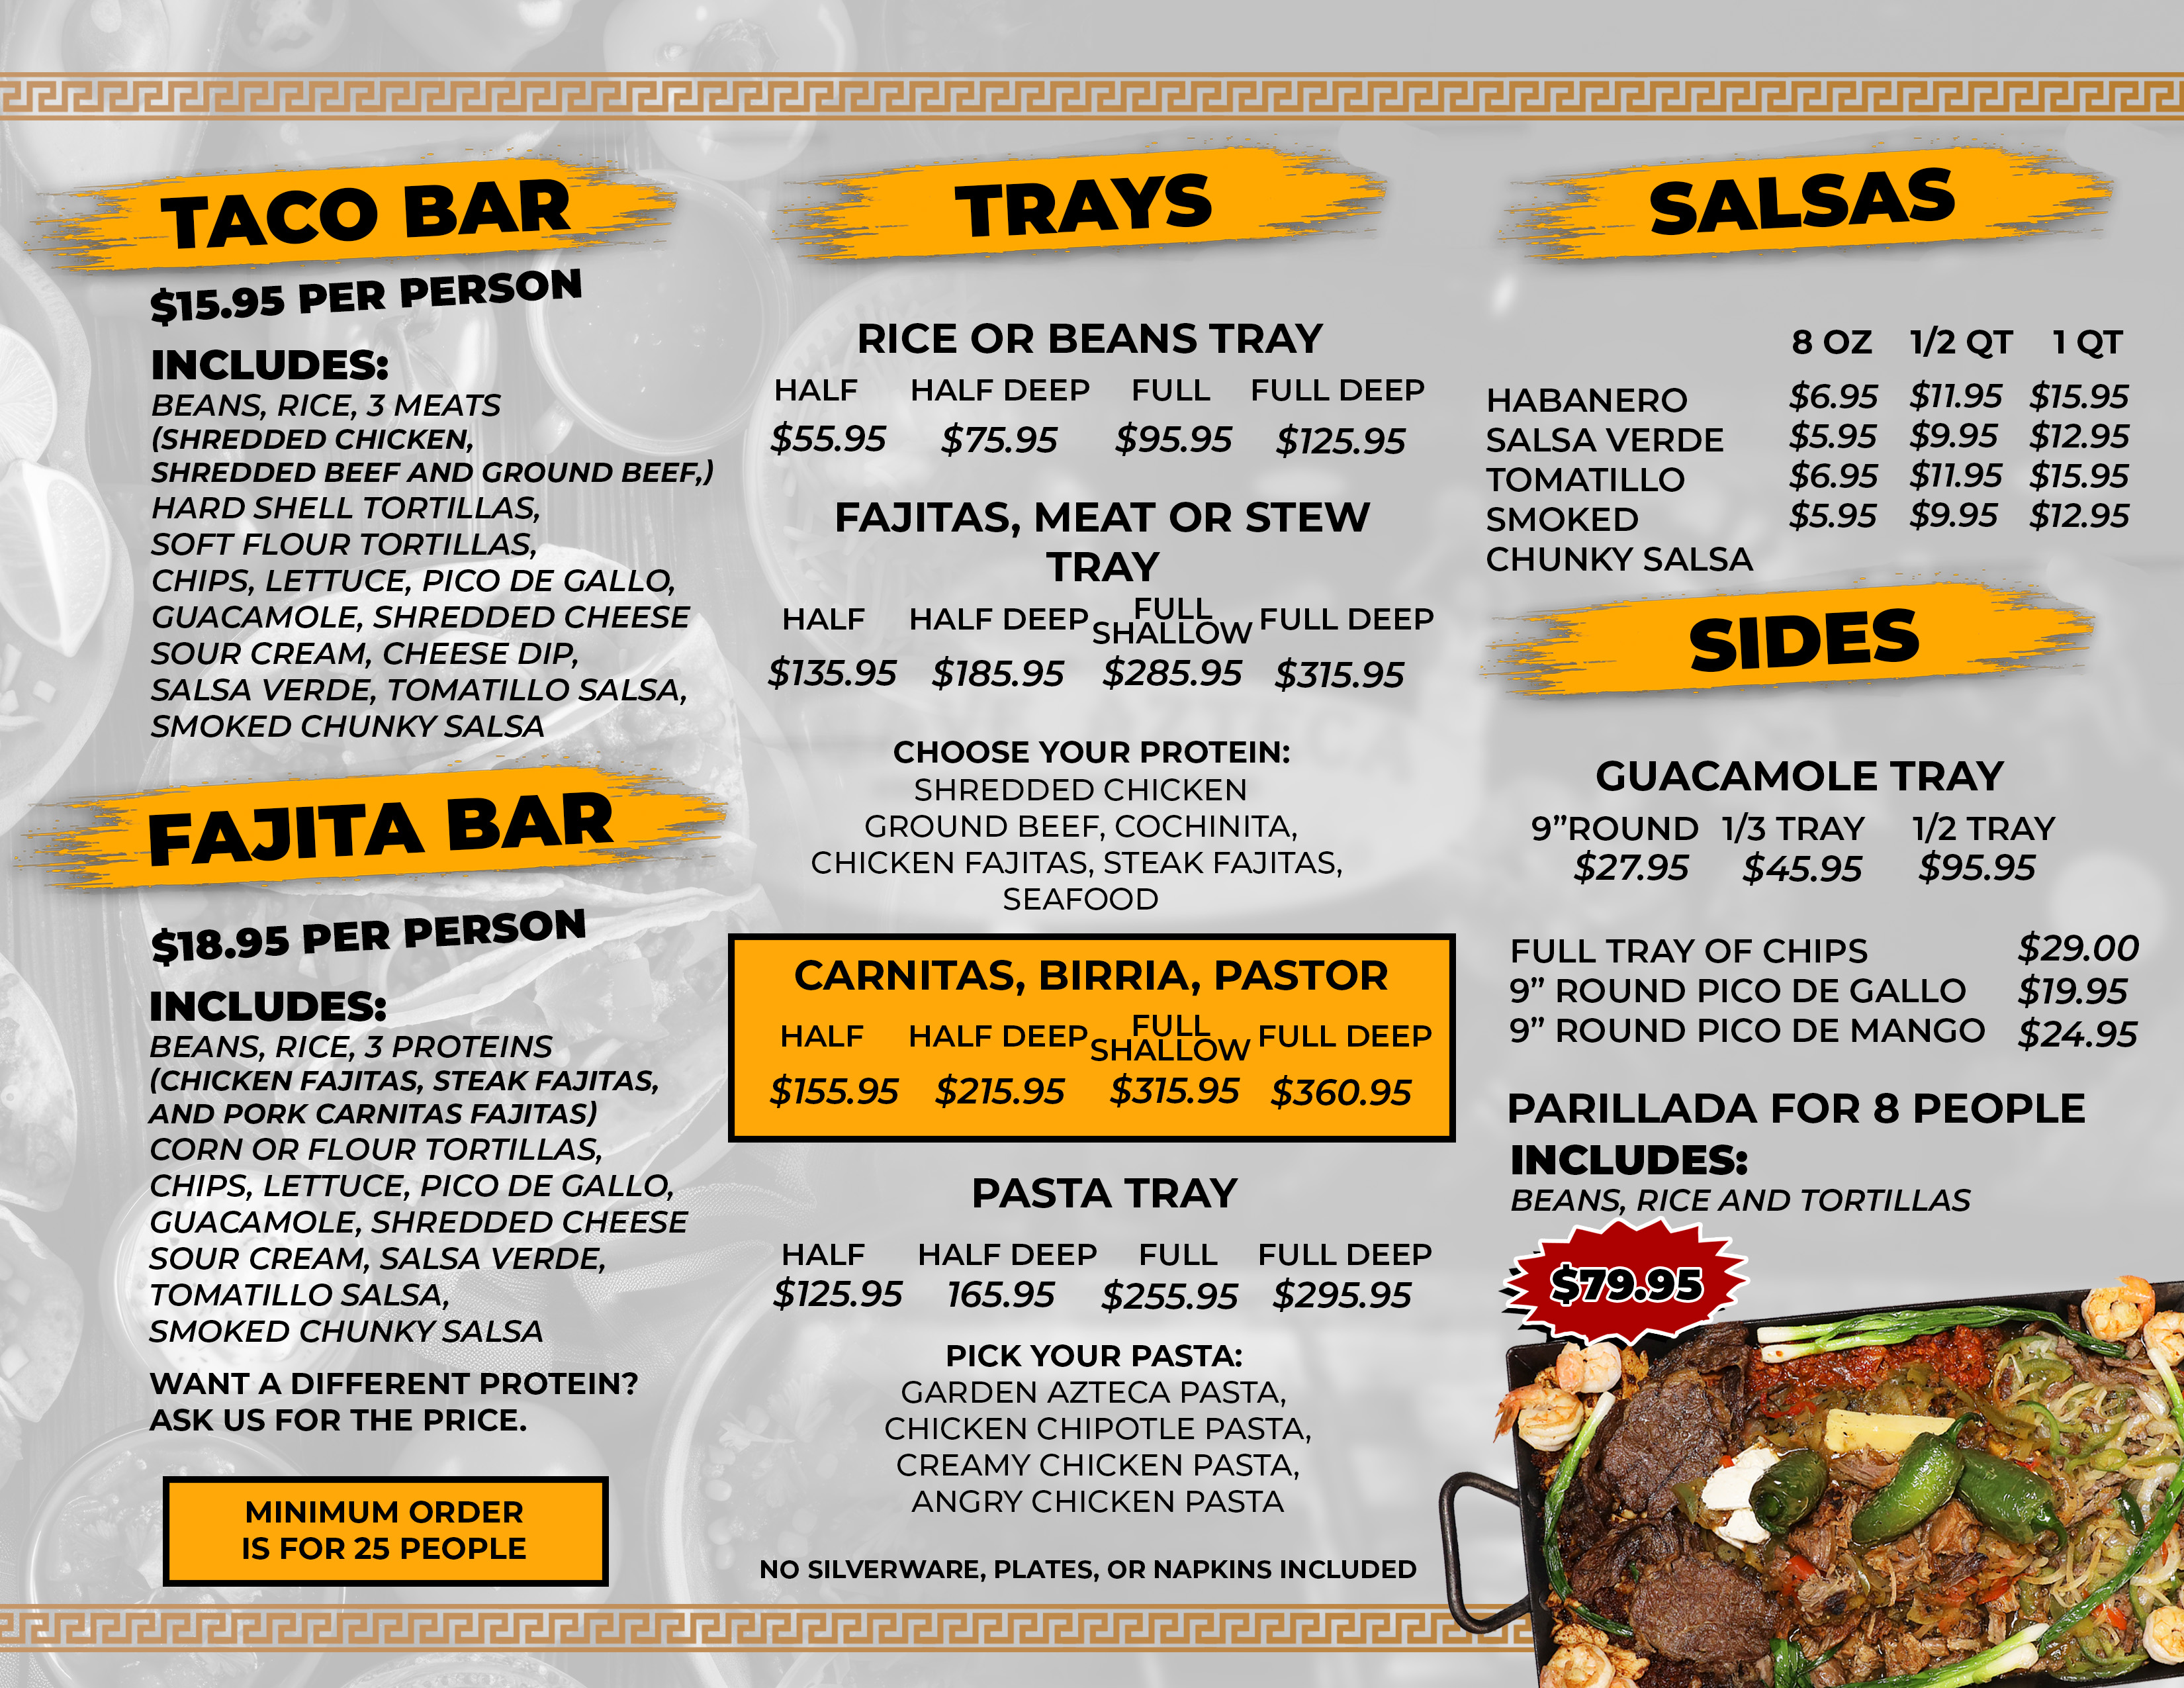 TACO BAR
$15.95 PER PERSON
INCLUDES:
BEANS, RICE, 3 MEATS
(SHREDDED CHICKEN,
SHREDDED BEEF AND GROUND BEEF,)
HARD SHELL TORTILLAS,
SOFT FLOUR TORTILLAS,
CHIPS, LETTUCE, PICO DE GALLO,
GUACAMOLE, SHREDDED CHEESE
SOUR CREAM, CHEESE DIP,
SALSA VERDE, TOMATILLO SALSA,
SMOKED CHUNKY SALSA
FAJITA BAR
$18.95 PER PERSON
INCLUDES:
BEANS, RICE, 3 PROTEINS
(CHICKEN FAJITAS, STEAK FAJITAS,
AND PORK CARNITAS FAJITAS)
CORN OR FLOUR TORTILLAS,
CHIPS, LETTUCE, PICO DE GALLO,
GUACAMOLE, SHREDDED CHEESE
SOUR CREAM, SALSA VERDE,
TOMATILLO SALSA,
SMOKED CHUNKY SALSA
WANT A DIFFERENT PROTEIN?
ASK US FOR THE PRICE.
MINIMUM ORDER
IS FOR 25 PEOPLE
TRAYS
RICE OR BEANS TRAY
HALF HALF DEEP FULL FULL DEEP
$55.95 $75.95 $95.95 $125.95
FAJITAS, MEAT OR STEW
TRAY
HALF HALF DEEP FULL SHALLOW FULL DEEP
$135.95 $185.95 $285.95 $315.95
CHOOSE YOUR PROTEIN:
SHREDDED CHICKEN
GROUND BEEF, COCHINITA,
CHICKEN FAJITAS, STEAK FAJITAS,
SEAFOOD
CARNITAS, BIRRIA, PASTOR
HALF HALF DEEP FULL SHALLOW FULL DEEP
$155.95 $215.95 $315.95 $360.95
PASTA TRAY
HALF HALF DEEP FULL FULL DEEP
$125.95 165.95 $255.95 $295.95
PICK YOUR PASTA:
GARDEN AZTECA PASTA,
CHICKEN CHIPOTLE PASTA,
CREAMY CHICKEN PASTA,
ANGRY CHICKEN PASTA
NO SILVERWARE, PLATES, OR NAPKINS INCLUDED
SALSAS
8 OZ 1/2 QT 1 QT
HABANERO $6.95 $11.95 $15.95
SALSA VERDE $5.95 $9.95 $12.95
TOMATILLO $6.95 $11.95 $15.95
SMOKED $5.95 $9.95 $12.95
CHUNKY SALSA
SIDES
GUACAMOLE TRAY
9”ROUND 1/3 TRAY 1/2 TRAY
$27.95 $45.95 $95.95
FULL TRAY OF CHIPS $29.00
9” ROUND PICO DE GALLO $19.95
9” ROUND PICO DE MANGO $24.95
PARILLADA FOR 8 PEOPLE
INCLUDES:
BEANS, RICE AND TORTILLAS
$79.95